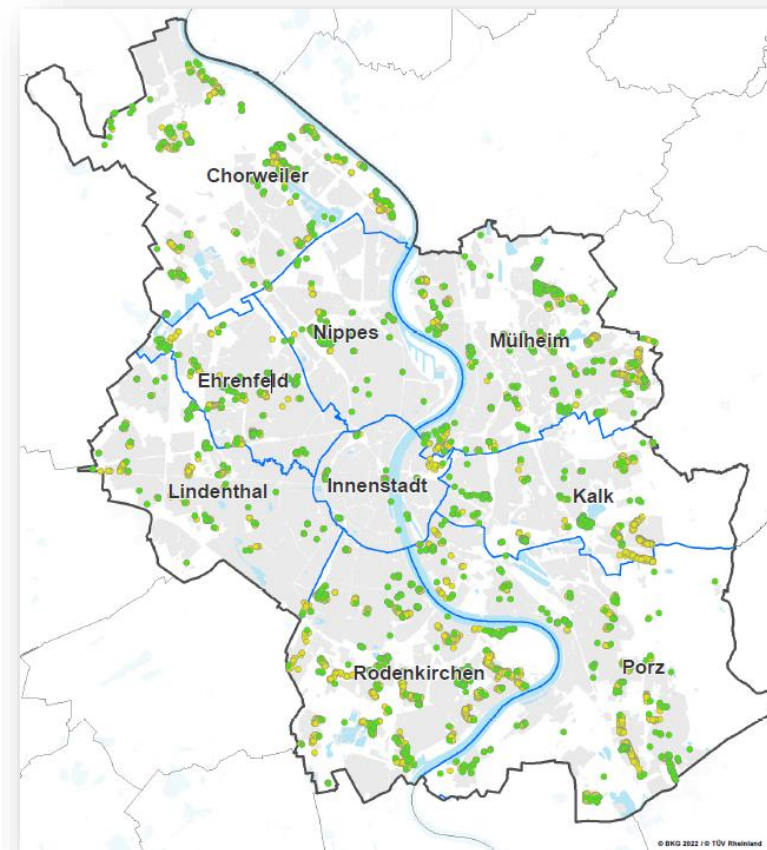 Chorweiler
Nippes
Mülheim
Ehrenfeld
Innenstadt
Lindenthal
Kalk
Rodenkirchen
Porz
© BKG 2022 / © TÜV Rheinland